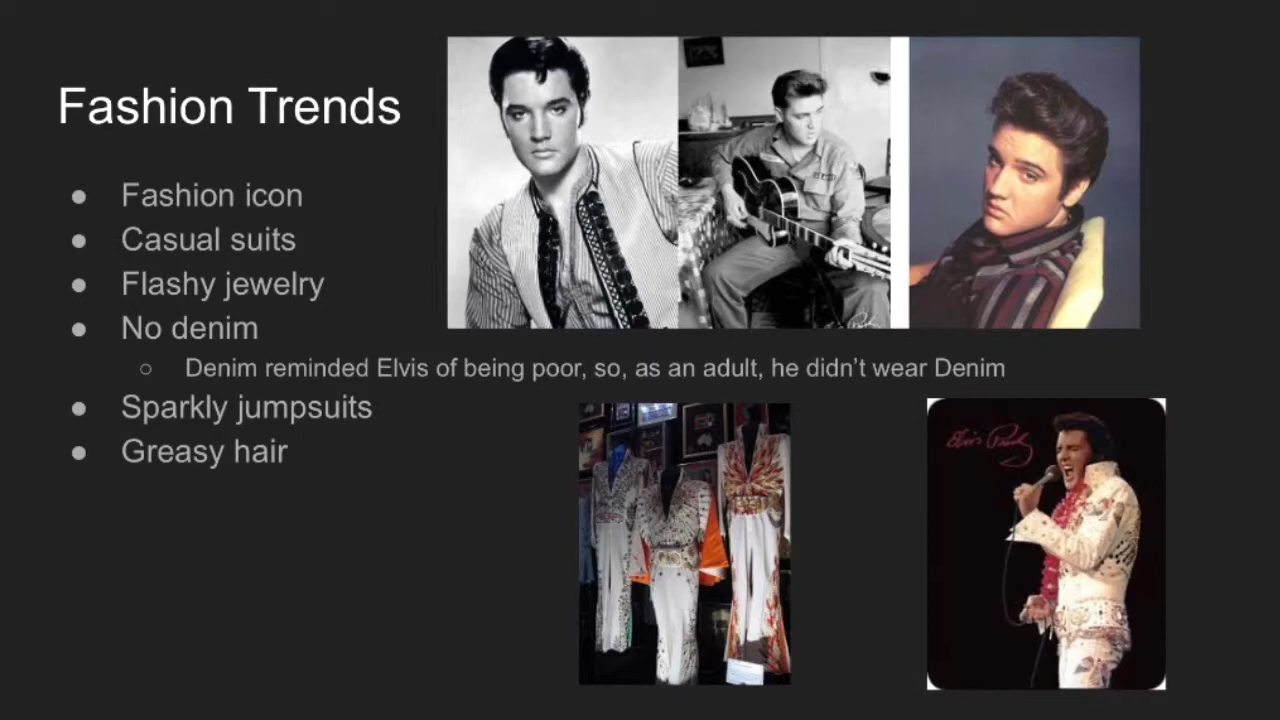 Fashion Trends
● Fashion icon
● Casual suits
● Flashy jewelry
● No denim
○ Denim reminded Elvis of being poor, so, as an adult, he didn't wear Denim
● Sparkly jumpsuits
● Greasy hair
Elvis Presley